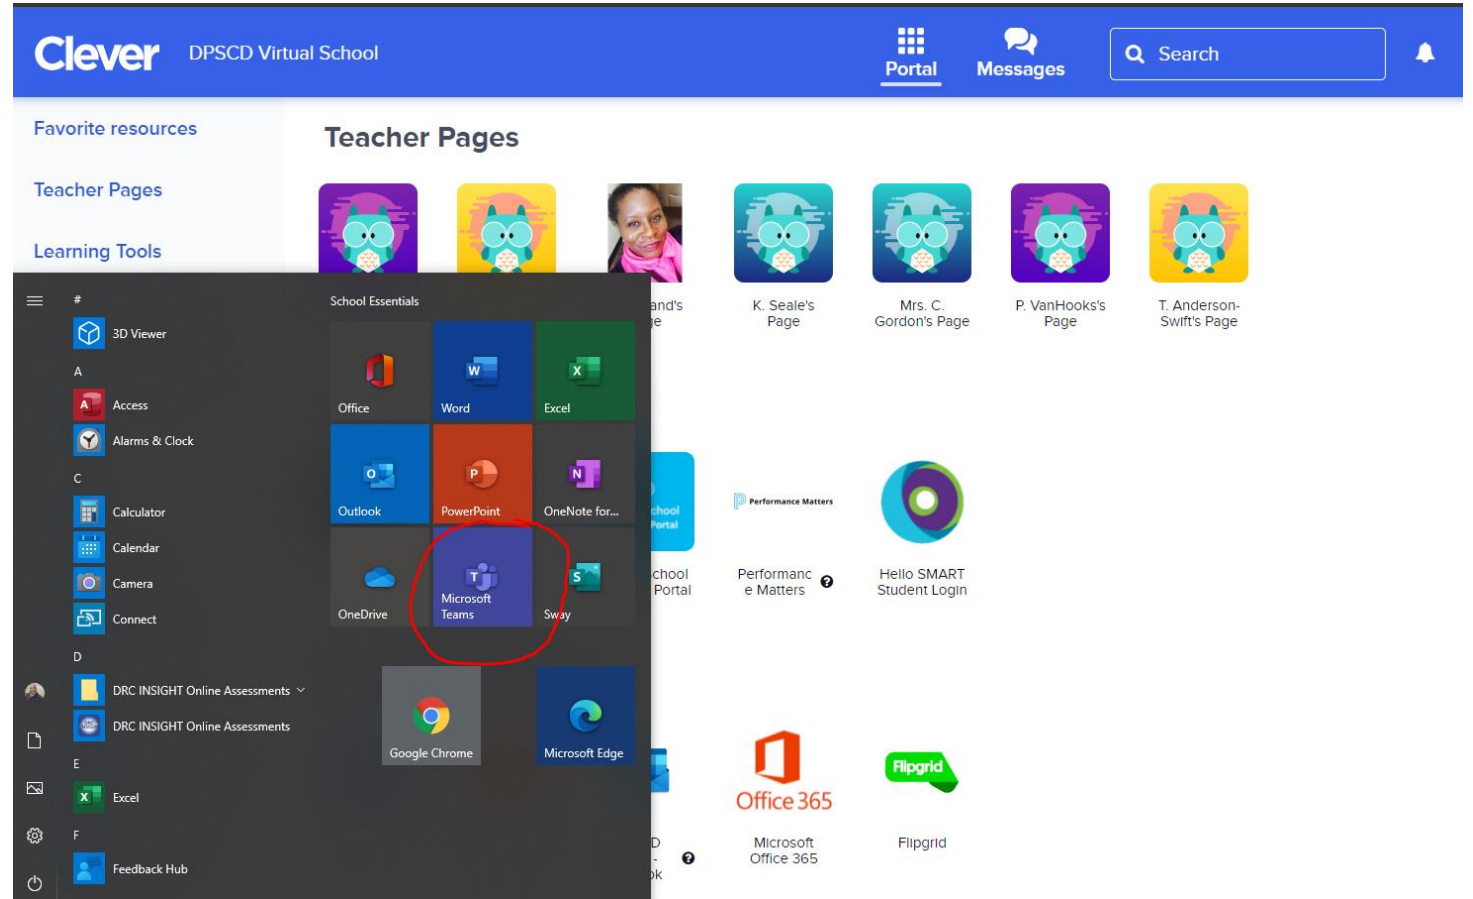 Clever
DPSCD Virtual School
Portal
Messages
Search
Favorite resources
Teacher Pages
Learning Tools
Teacher Pages
K. Seale's
Page
Mrs. C.
Gordon's Page
P. VanHooks's
Page
T. Anderson-
Swift's Page
Performance Matters
Portal
Performanc
e Matters
Hello SMART
Student Login
Office 365
Flipgrid
Microsoft
Office 365
Flipgrid
#
3D Viewer
A
A
Access
Alarms & Clock
C
Calculator
Calendar
Camera
Connect
D
DRC INSIGHT Online Assessments
DRC INSIGHT Online Assessments
E
X
Excel
F
Feedback Hub
School Essentials
Office
W
Word
X
Excel
O
Outlook
P
PowerPoint
N
OneNote for...
OneDrive
T
Microsoft
Teams
S
Sway
Google Chrome
Microsoft Edge